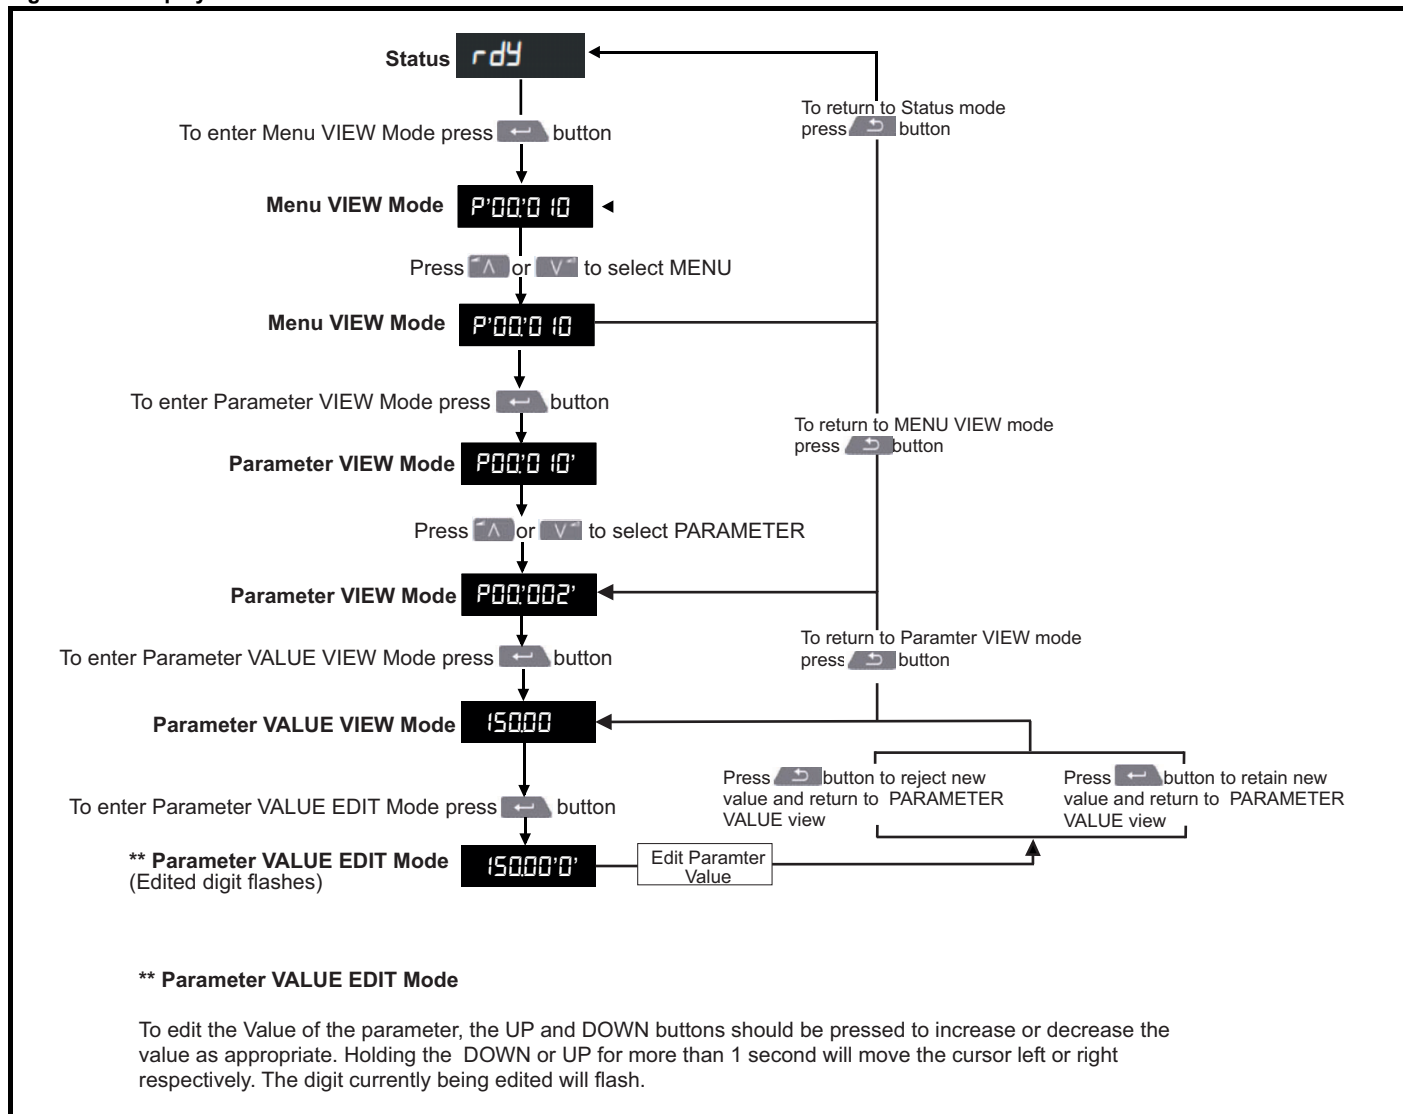 Status rdy
To return to Status mode
press button
To enter Menu VIEW Mode press button
Menu VIEW Mode P'00.'010
Press or to select MENU
Menu VIEW Mode P'00.'010
To enter Parameter VIEW Mode press button
To return to MENU VIEW mode
press button
Parameter VIEW Mode P00.'010'
Press or to select PARAMETER
Parameter VIEW Mode P00.'002'
To return to Paramter VIEW mode
press button
To enter Parameter VALUE VIEW Mode press button
Parameter VALUE VIEW Mode 150.00
Press button to reject new
value and return to PARAMETER
VALUE view
Press button to retain new
value and return to PARAMETER
VALUE view
To enter Parameter VALUE EDIT Mode press button
** Parameter VALUE EDIT Mode 150.00'0'
(Edited digit flashes)
Edit Paramter
Value
** Parameter VALUE EDIT Mode
To edit the Value of the parameter, the UP and DOWN buttons should be pressed to increase or decrease the
value as appropriate. Holding the DOWN or UP for more than 1 second will move the cursor left or right
respectively. The digit currently being edited will flash.